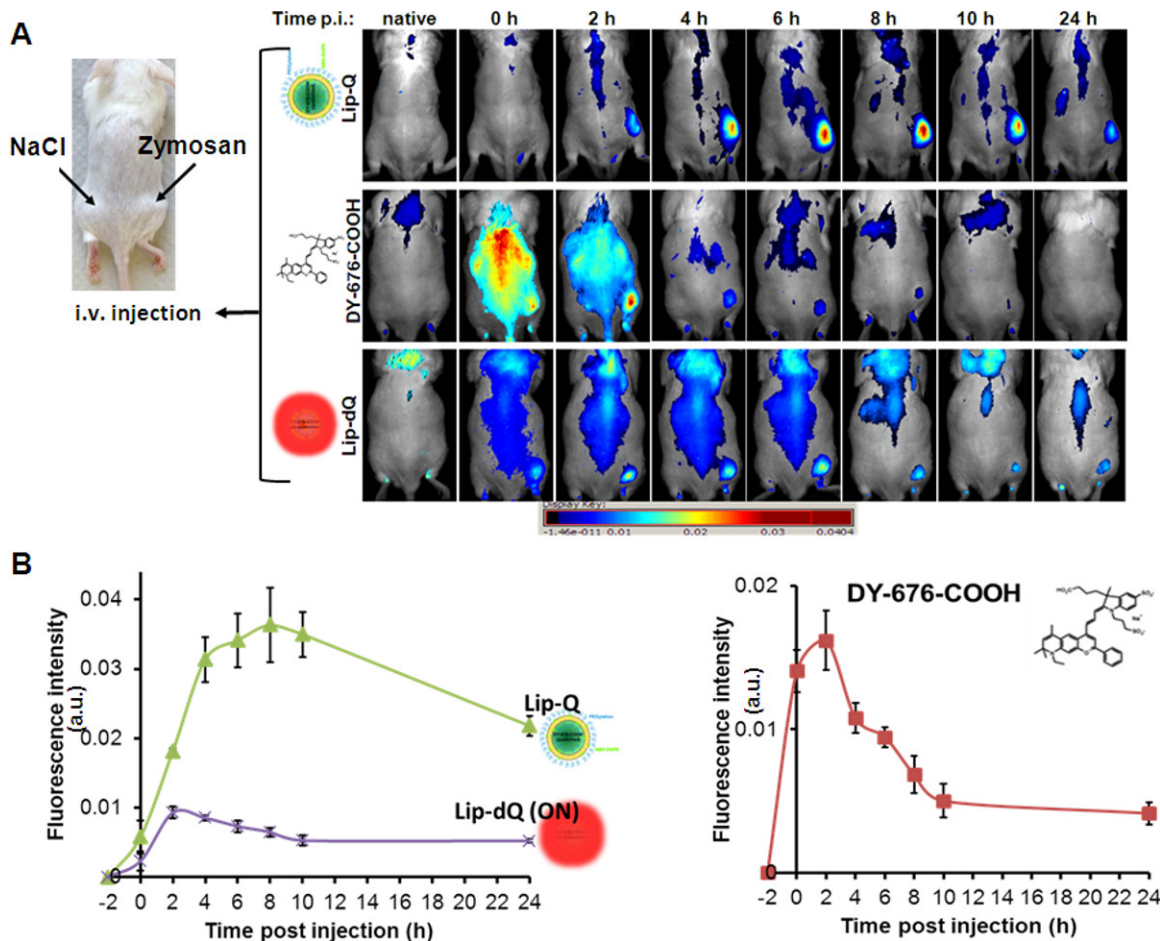 A
Time p.i.: native 0 h 2 h 4 h 6 h 8 h 10 h 24 h
NaCl
Zymosan
i.v. injection
Lip-Q
DY-676-COOH
Lip-dQ
Display Key:
-1.46e-011 0.01 0.02 0.03 0.0404
B
Fluorescence intensity
(a.u.)
0.04
0.03
0.02
0.01
0
-2 0 2 4 6 8 10 12 14 16 18 20 22 24
Time post injection (h)
Lip-Q
Lip-dQ (ON)
DY-676-COOH
Fluorescence intensity
(a.u.)
0.02
0.01
0
-2 0 2 4 6 8 10 12 14 16 18 20 22 24
Time post injection (h)
HO₂C
SO₃⁻
Na⁺
SO₃⁻